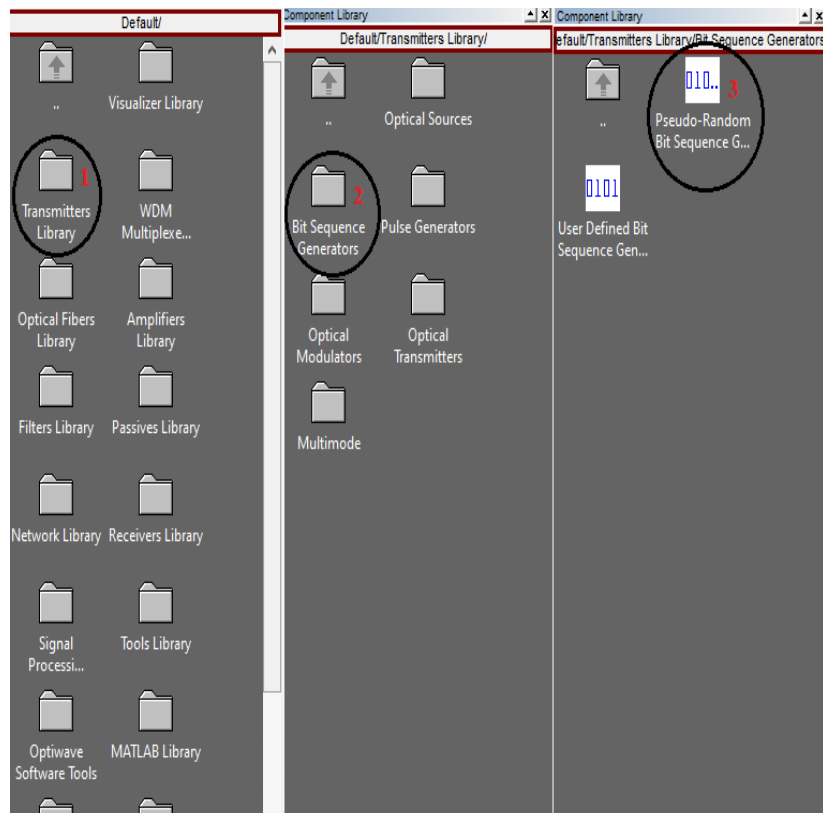 Default/
..
Visualizer Library
1
Transmitters
Library
WDM
Multiplexe...
Optical Fibers
Library
Amplifiers
Library
Filters Library
Passives Library
Network Library
Receivers Library
Signal
Processi...
Tools Library
Optiwave
Software Tools
MATLAB Library
Component Library
Default/Transmitters Library/
..
Optical Sources
2
Bit Sequence
Generators
Pulse Generators
Optical
Modulators
Optical
Transmitters
Multimode
Component Library
efault/Transmitters Library/Bit Sequence Generators
..
010..
3
Pseudo-Random
Bit Sequence G...
0101
User Defined Bit
Sequence Gen...